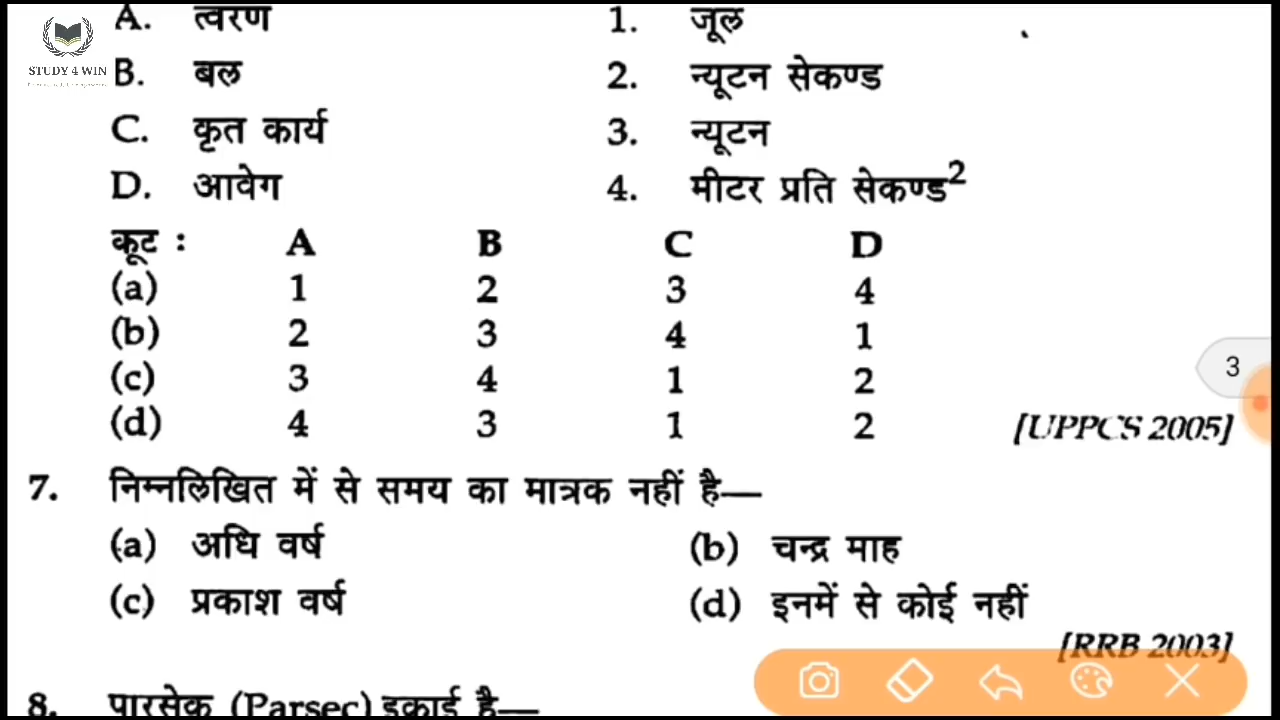 A. त्वरण 1. जूल
STUDY 4 WIN
B. बल 2. न्यूटन सेकण्ड
C. कृत कार्य 3. न्यूटन
D. आवेग 4. मीटर प्रति सेकण्ड²
कूट : A B C D
(a) 1 2 3 4
(b) 2 3 4 1
(c) 3 4 1 2
3
(d) 4 3 1 2 [UPPCS 2005]
7. निम्नलिखित में से समय का मात्रक नहीं है—
(a) अधि वर्ष (b) चन्द्र माह
(c) प्रकाश वर्ष (d) इनमें से कोई नहीं
[RRB 2003]
8. पारसेक (Parsec) इकाई है—